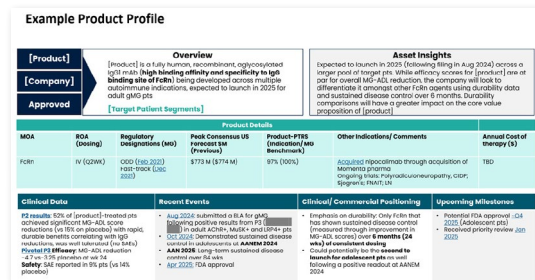 Example Product Profile
[Product]
[Company]
Approved
Overview
[Product] is a fully human, recombinant, aglycosylated
IgG1 mAb (high binding affinity and specificity to IgG
binding site of FcRn) being developed across multiple
autoimmune indications, expected to launch in 2025 for
adult gMG pts
[Target Patient Segments]
Asset Insights
Expected to launch in 2025 (following filing in Aug 2024) across a
larger pool of target pts. While efficacy scores for [product] are at
par for overall MG-ADL reduction, the company will look to
differentiate it amongst other FcRn agents using durability data
and sustained disease control over 6 months. Durability
comparisons will have a greater impact on the core value
proposition of [product]
Product Details
MOA
ROA
(Dosing)
Regulatory
Designations (MG)
Peak Consensus US
Forecast $M
(Previous)
Product-PTRS
(Indication/MG
Benchmark)
Other Indications/ Comments
Annual Cost of
therapy ($)
FcRn
IV (Q2WK)
ODD (Feb 2021)
Fast-track (Dec
2021)
$773 M ($774 M)
97% (100%)
Acquired nipocalimab through acquisition of
Momenta pharma
Ongoing trials: Polyradiculoneuropathy, CIDP;
Sjogrenic; FNAIT; LN
TBD
Clinical Data
P2 results: 52% of [product]-treated pts
achieved significant MG-ADL score
reductions (vs 16% on placebo) with rapid,
durable benefits correlating with IgG
reductions, was well tolerated (no SAEs)
Pivotal P3 Efficacy: MG-ADL reduction
-4.7 vs -3.25 placebo at wk 24
Safety: SAE reported in 9% pts (vs 14%
placebo)
Recent Events
• Aug 2024: submitted a BLA for gMG
following positive results from P3
in adult AChR+, MuSK+ and LRP4+ pts
• Oct 2024: Demonstrated sustained disease
control in adolescents at AANEM 2024
• AAN 2025: Long-term sustained disease
control over 84 wks
• Apr 2025: FDA approval
Clinical/ Commercial Positioning
• Emphasis on durability: Only FcRn that
has shown sustained disease control
(measured through improvement in
MG-ADL scores) over 6 months (24
wks) of consistent dosing
• Could potentially be the second to
launch for adolescent pts as well
following a positive readout at AANEM
2024
Upcoming Milestones
• Potential FDA approval ~Q4
2025 (Adolescent pts)
• Received priority review Jan
2025